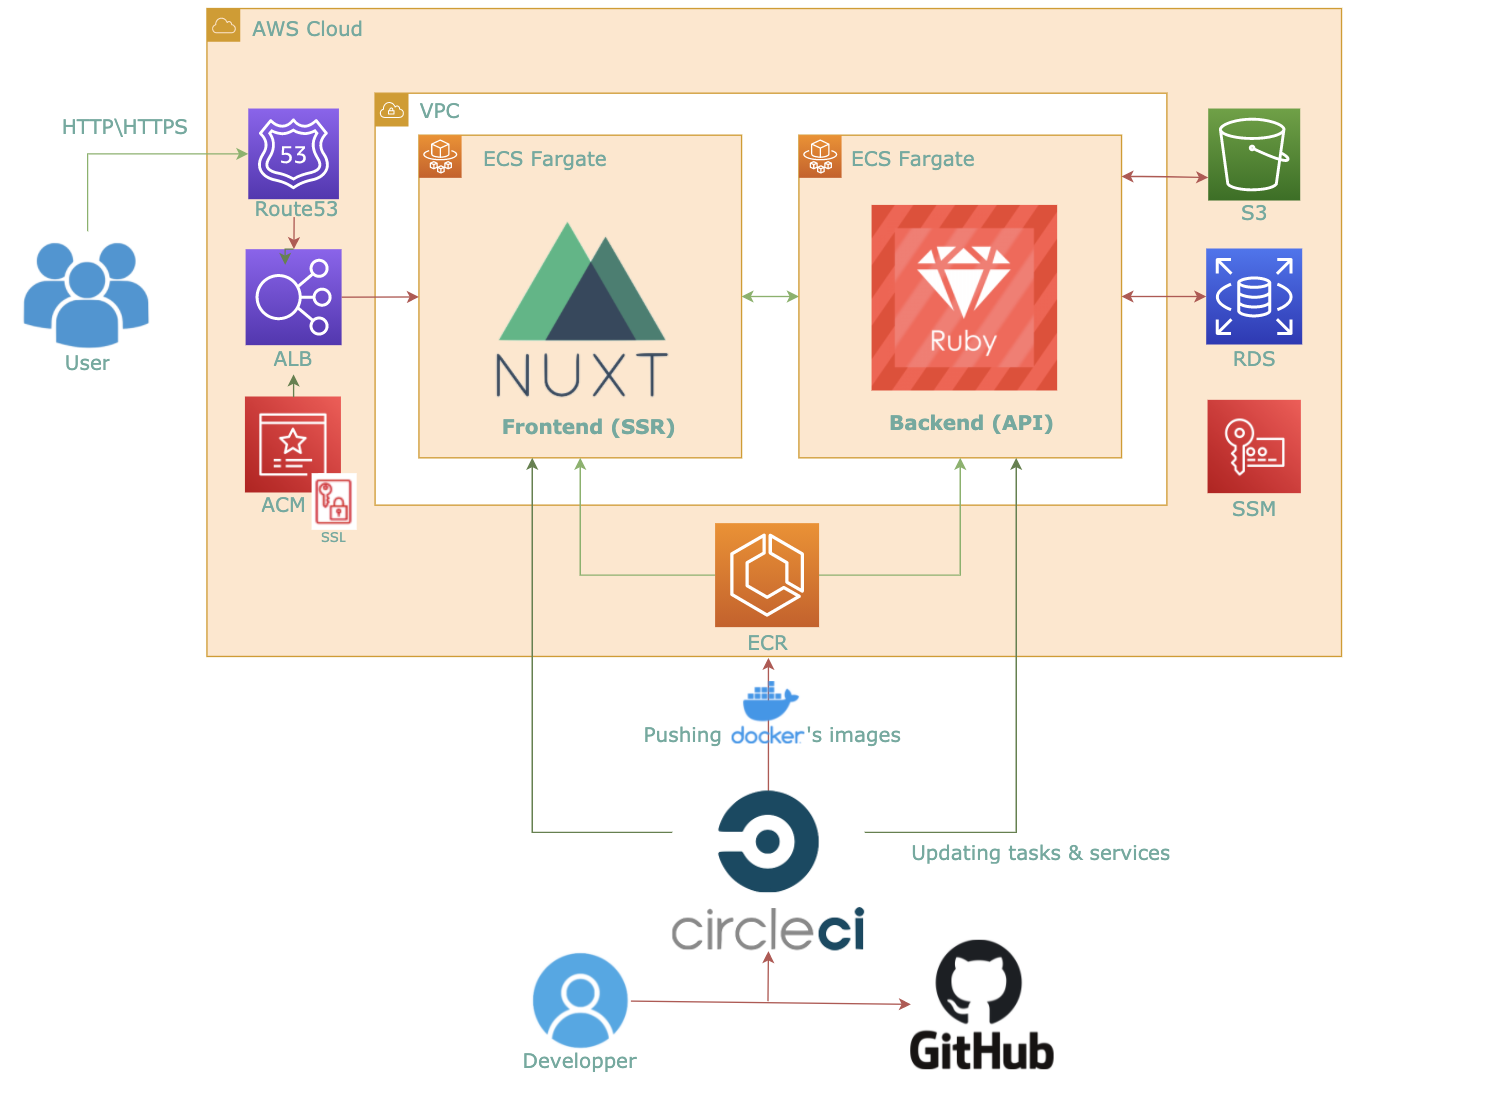 AWS Cloud
VPC
HTTP\HTTPS
53
Route53
ECS Fargate
ECS Fargate
S3
NUXT
Ruby
User
ALB
RDS
Frontend (SSR)
Backend (API)
ACM
SSL
SSM
ECR
Pushing docker's images
Updating tasks & services
circleci
Developper
GitHub